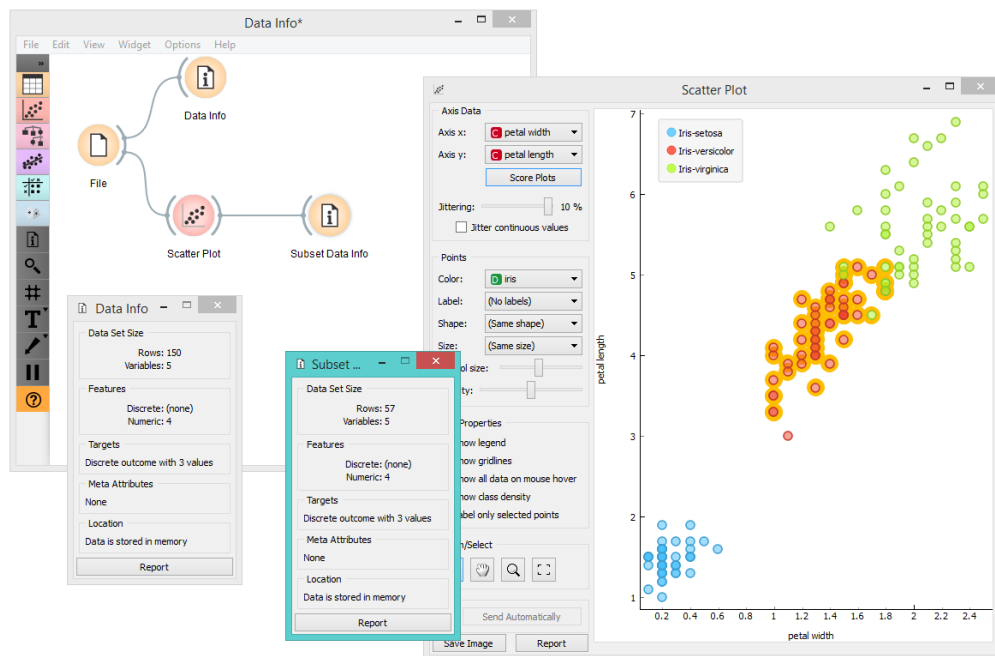 Data Info*
File Edit View Widget Options Help
Data Info
File
Scatter Plot
Subset Data Info
T
?
Data Info
Data Set Size
Rows: 150
Variables: 5
Features
Discrete: (none)
Numeric: 4
Targets
Discrete outcome with 3 values
Meta Attributes
None
Location
Data is stored in memory
Report
Subset ...
Data Set Size
Rows: 57
Variables: 5
Features
Discrete: (none)
Numeric: 4
Targets
Discrete outcome with 3 values
Meta Attributes
None
Location
Data is stored in memory
Report
Scatter Plot
Axis Data
Axis x: C petal width
Axis y: C petal length
Score Plots
Jittering: 10 %
Jitter continuous values
Points
Color: D iris
Label: (No labels)
Shape: (Same shape)
Size: (Same size)
ol size:
ty:
Properties
how legend
how gridlines
how all data on mouse hover
how class density
abel only selected points
m/Select
Send Automatically
Save Image Report
Iris-setosa
Iris-versicolor
Iris-virginica
petal length
7
6
5
4
3
2
1
0.2 0.4 0.6 0.8 1 1.2 1.4 1.6 1.8 2 2.2 2.4
petal width